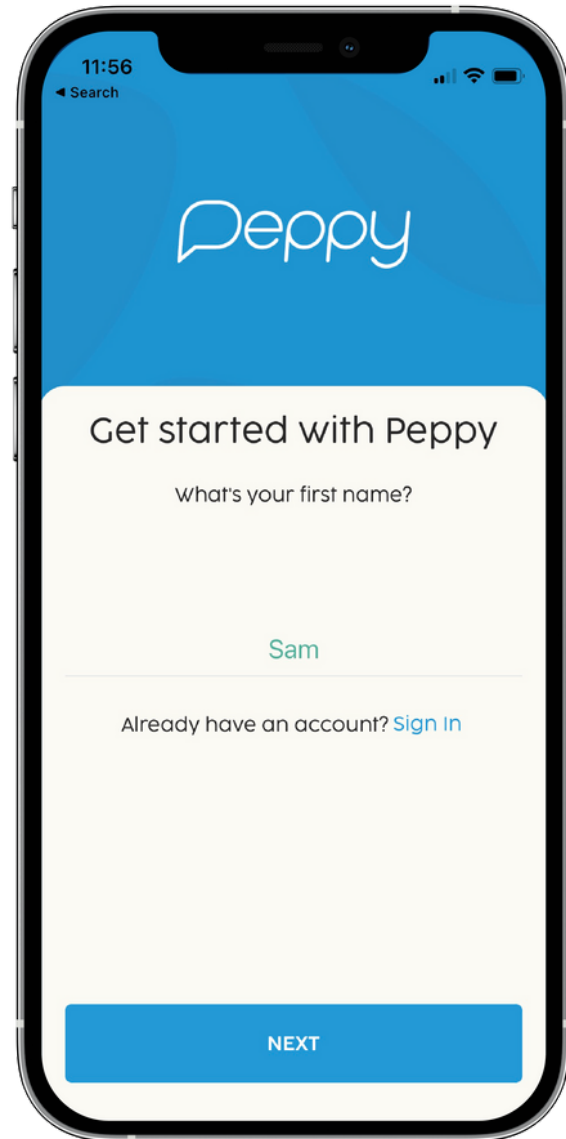 11:56
◀ Search
Peppy
Get started with Peppy
What's your first name?
Sam
Already have an account? Sign In
NEXT